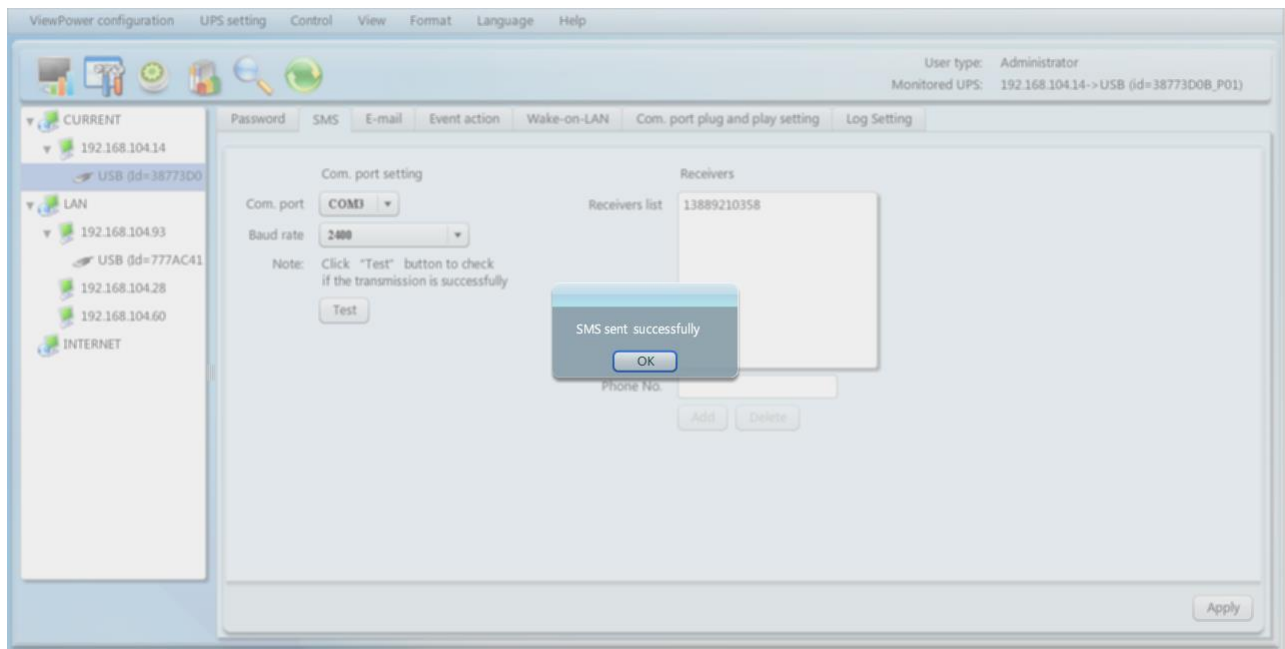 ViewPower configuration UPS setting Control View Format Language Help
User type: Administrator
Monitored UPS: 192.168.104.14->USB (id=38773D0B_P01)
CURRENT
192.168.104.14
USB (Id=38773D0
LAN
192.168.104.93
USB (Id=777AC41
192.168.104.28
192.168.104.60
INTERNET
Password SMS E-mail Event action Wake-on-LAN Com. port plug and play setting Log Setting
Com. port setting
Com. port COM3
Baud rate 2400
Note: Click "Test" button to check
if the transmission is successfully
Test
Receivers
Receivers list 13889210358
SMS sent successfully
OK
Phone No.
Add Delete
Apply